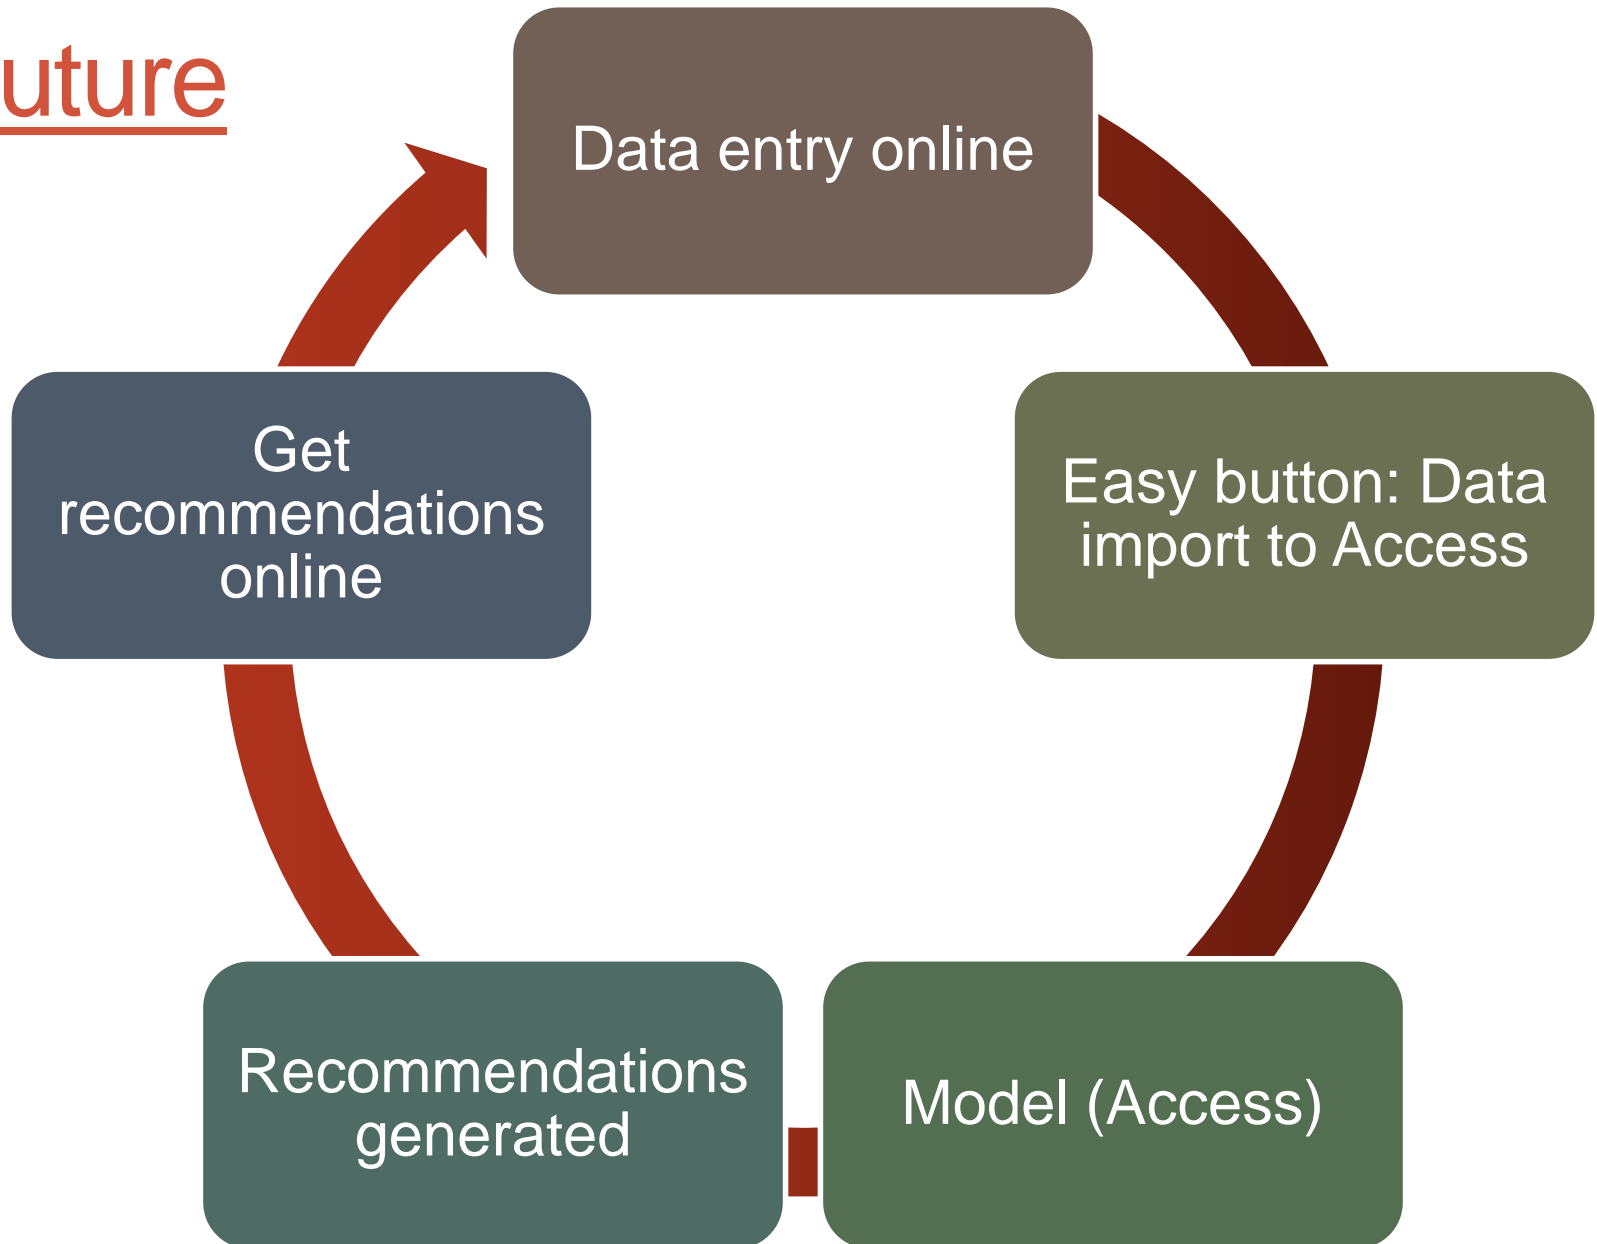 uture
Data entry online
Easy button: Data
import to Access
Model (Access)
Recommendations
generated
Get
recommendations
online